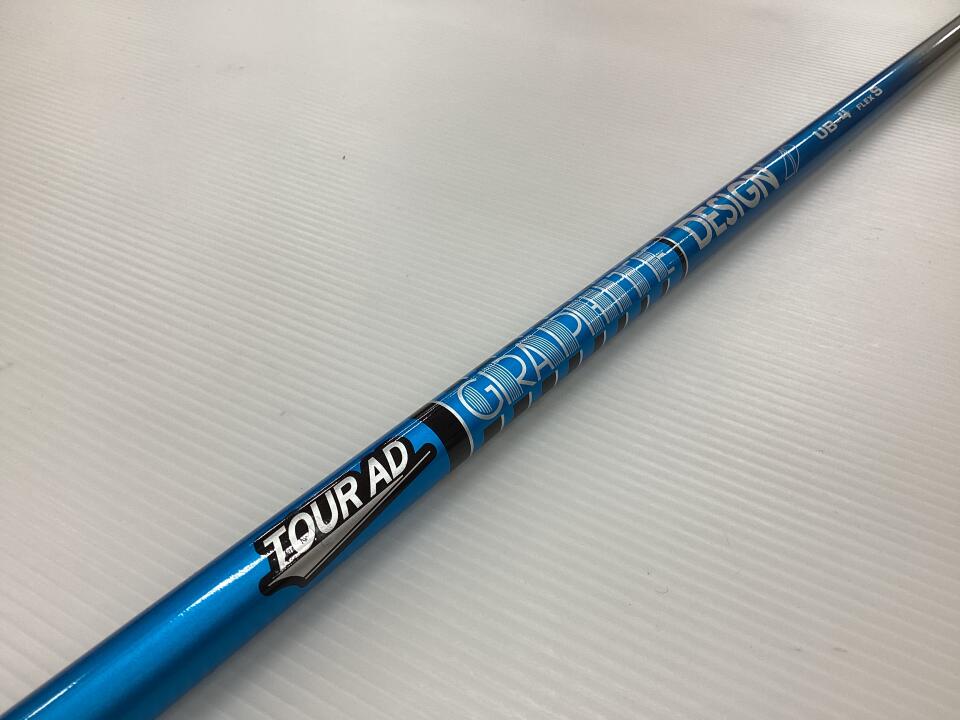 TOUR AD
GRAPHITE DESIGN
UB-4 FLEX S